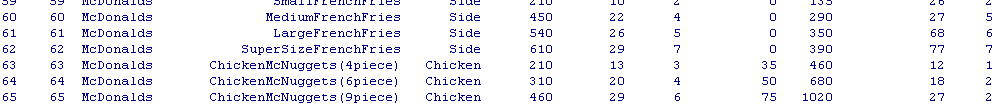 59 59 McDonalds SmallFrenchFries Side 210 10 2 0 135 26 2
60 60 McDonalds MediumFrenchFries Side 450 22 4 0 290 27 5
61 61 McDonalds LargeFrenchFries Side 540 26 5 0 350 68 6
62 62 McDonalds SuperSizeFrenchFries Side 610 29 7 0 390 77 7
63 63 McDonalds ChickenMcNuggets(4piece) Chicken 210 13 3 35 460 12 1
64 64 McDonalds ChickenMcNuggets(6piece) Chicken 310 20 4 50 680 18 2
65 65 McDonalds ChickenMcNuggets(9piece) Chicken 460 29 6 75 1020 27 2